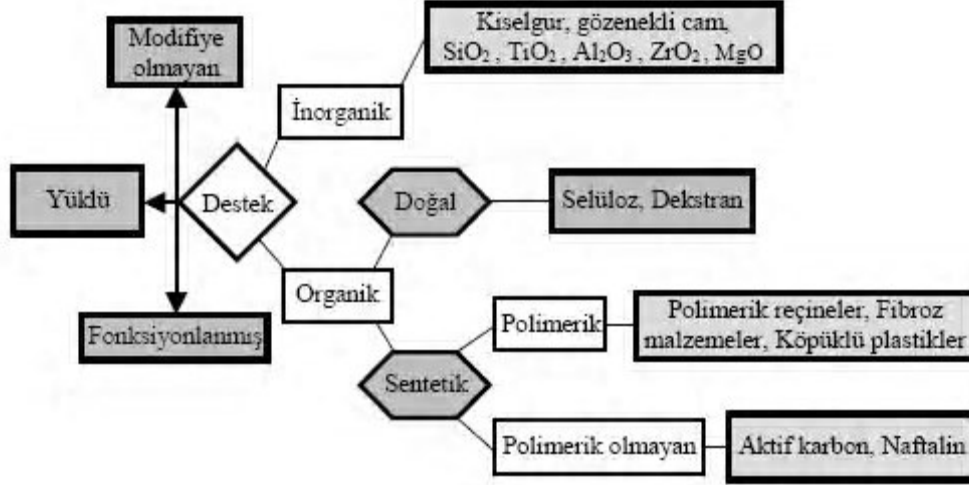 Kiselgur, gözenekli cam,
SiO₂, TiO₂, Al₂O₃, ZrO₂, MgO
Modifiye
olmayan
İnorganik
Yüklü
Destek
Doğal
Selüloz, Dekstran
Organik
Fonksiyonlanmış
Polimerik
Polimerik reçineler, Fibroz
malzemeler, Köpüklü plastikler
Sentetik
Polimerik olmayan
Aktif karbon, Naftalin